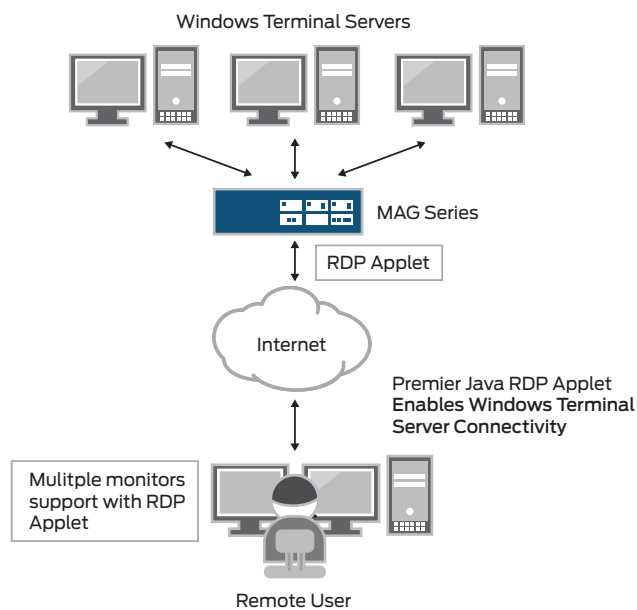 Windows Terminal Servers
MAG Series
RDP Applet
Internet
Premier Java RDP Applet
Enables Windows Terminal
Server Connectivity
Mulitple monitors
support with RDP
Applet
Remote User